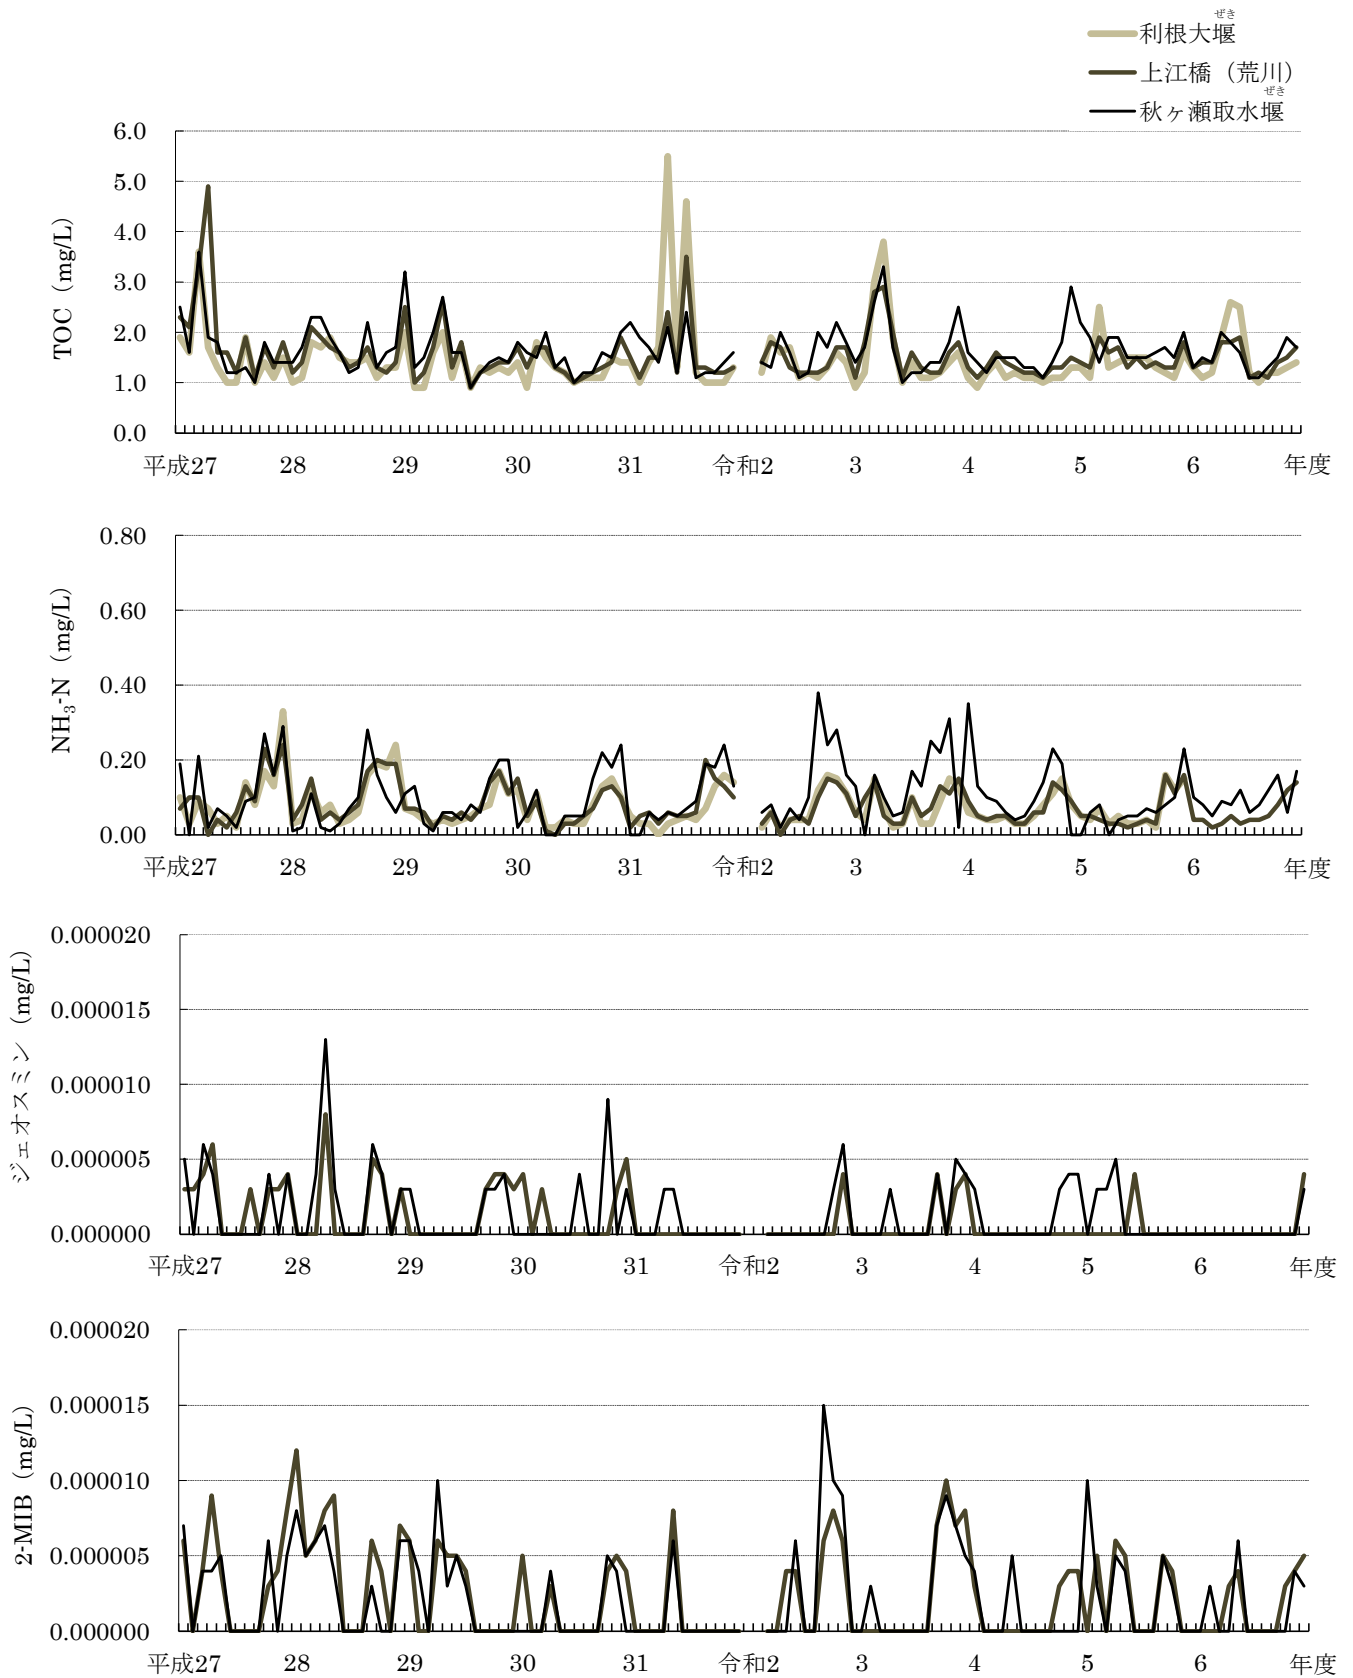 ぜき
利根大堰
上江橋（荒川）
ぜき
秋ヶ瀬取水堰
TOC（mg/L）
6.0
5.0
4.0
3.0
2.0
1.0
0.0
平成27 28 29 30 31 令和2 3 4 5 6 年度
NH3-N（mg/L）
0.80
0.60
0.40
0.20
0.00
平成27 28 29 30 31 令和2 3 4 5 6 年度
ジェオスミン（mg/L）
0.000020
0.000015
0.000010
0.000005
0.000000
平成27 28 29 30 31 令和2 3 4 5 6 年度
2-MIB（mg/L）
0.000020
0.000015
0.000010
0.000005
0.000000
平成27 28 29 30 31 令和2 3 4 5 6 年度